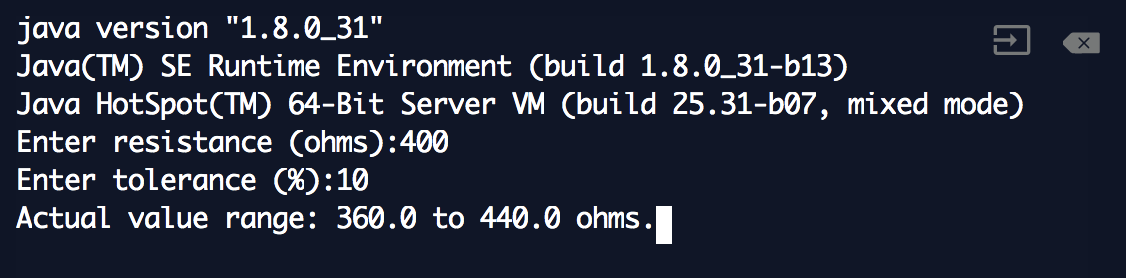 java version "1.8.0_31"
Java(TM) SE Runtime Environment (build 1.8.0_31-b13)
Java HotSpot(TM) 64-Bit Server VM (build 25.31-b07, mixed mode)
Enter resistance (ohms):400
Enter tolerance (%):10
Actual value range: 360.0 to 440.0 ohms.